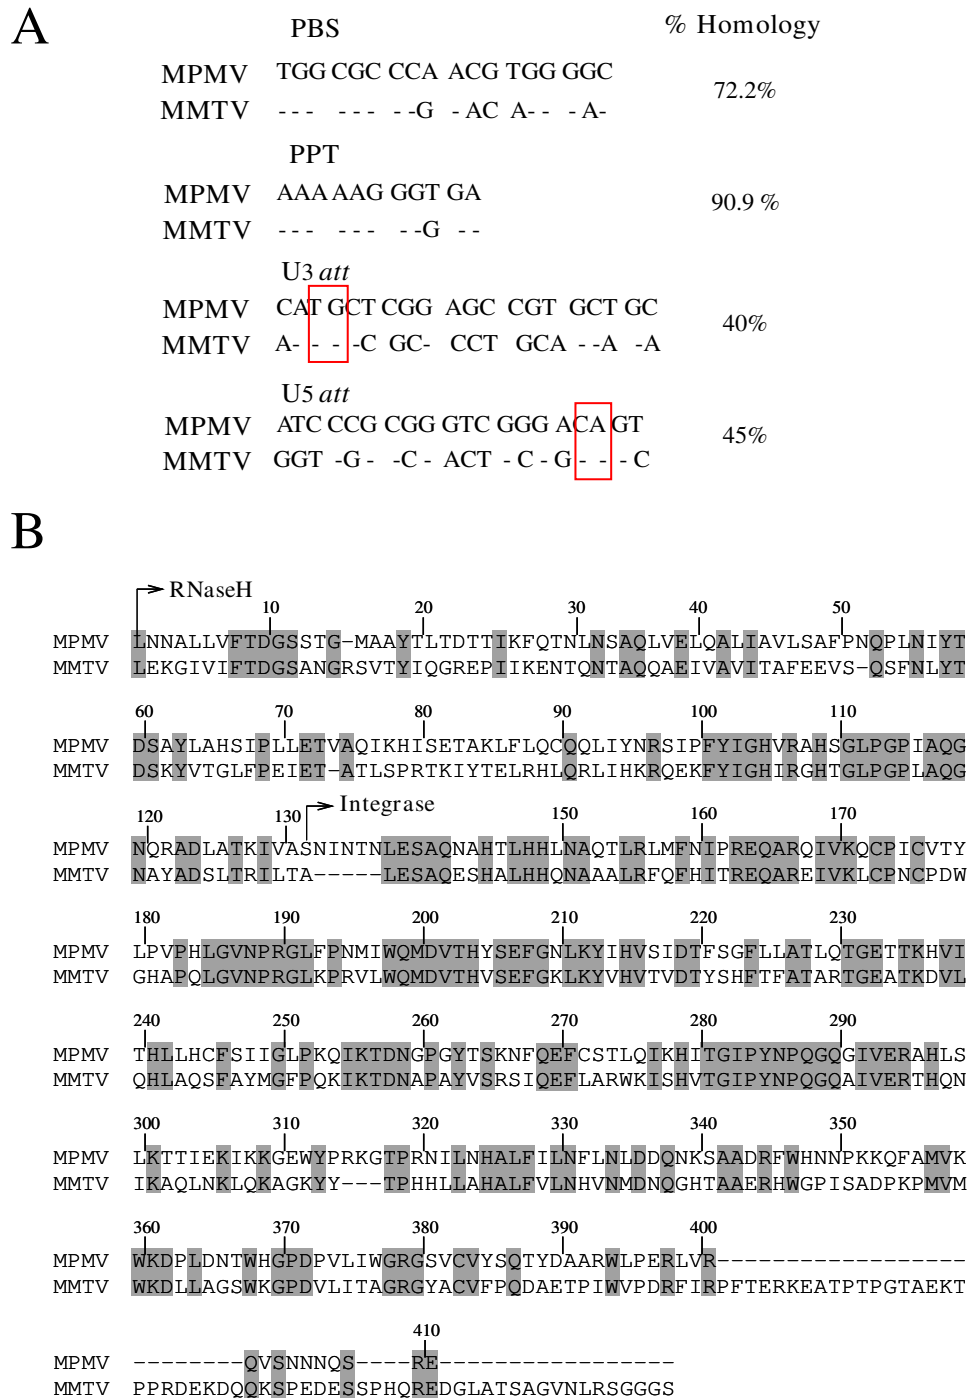 A
PBS % Homology
MPMV TGG CGC CCA ACG TGG GGC 72.2%
MMTV - - - - - - - -G - AC A- - - A-
PPT
MPMV AAA AAG GGT GA 90.9 %
MMTV - - - - - - - -G - -
U3 att
MPMV CAT GCT CGG AGC CGT GCT GC 40%
MMTV A- - - -C GC- CCT GCA - -A -A
U5 att
MPMV ATC CCG CGG GTC GGG ACA GT 45%
MMTV GGT -G - -C- ACT - C - G - - - C
B
RNaseH
10 20 30 40 50
MPMV LNNALLVFTDGSSTG-MAAYTLTDTTIKFQTNLNSAQLVELQALIAVLSAFPNQPLNIYT
MMTV LEKGIVIFTDGSANGRSVTYIQGREPIIKENTQNTAQQAEIVAVITAFEEVS-QSFNLYT
60 70 80 90 100 110
MPMV DSAYLAHSIPLLETVAQIKHISETAKLFLQCQQLIYNRSIPFYIGHVRAHSGLPGPIAQG
MMTV DSKYVTGLFPEIET-ATLSPRTKIYTELRHLQRLIHKRQEKFYIGHIRGHTGLPGPLAQG
120 130 Integrase 150 160 170
MPMV NQRADLATKIVASNINTNLESAQNAHTLHHLNAQTLRLMFNIPREQARQIVKQCPICVTY
MMTV NAYADSLTRILTA-----LESAQESHALHHQNAAALRFQFHITREQAREIVKLCPNCPDW
180 190 200 210 220 230
MPMV LPVPHLGVNPRGLFPNMIWQMDVTHYSEFGNLKYIHVSIDTFSGFLLATLQTGETTKHVI
MMTV GHAPQLGVNPRGLKPRVLWQMDVTHVSEFGKLKYVHVTVDTYSHFTFATARTGEATKDVL
240 250 260 270 280 290
MPMV THLLHCFSIIGLPKQIKTDNGPGYTSKNFQEFCSTLQIKHITGIPYNPQGQGIVERAHLS
MMTV QHLAQSFAYMGFPQKIKTDNAPAYVSRSIQEFLARWKISHVTGIPYNPQGQAIVERTHQN
300 310 320 330 340 350
MPMV LKTTIEKIKKGEWYPRKGTPRNILNHALFILNFLNLDDQNKSAADRFWHNNPKKQFAMVK
MMTV IKAQLNKLQKAGKYY---TPHHLLAHALFVLNHVNMDNQGHTAAERHWGPISADPKPMVM
360 370 380 390 400
MPMV WKDPLDNTWHGPDPVLIWGRGSVCVYSQTYDAARWLPERLVR------------------
MMTV WKDLLAGSWKGPDVLITAGRGYACVFPQDAETPIWVPDRFIRPFTERKEATPTPGTAEKT
410
MPMV --------QVSNNNQS----RE-----------------
MMTV PPRDEKDQQKSPEDESSPHQREDGLATSAGVNLRSGGGS